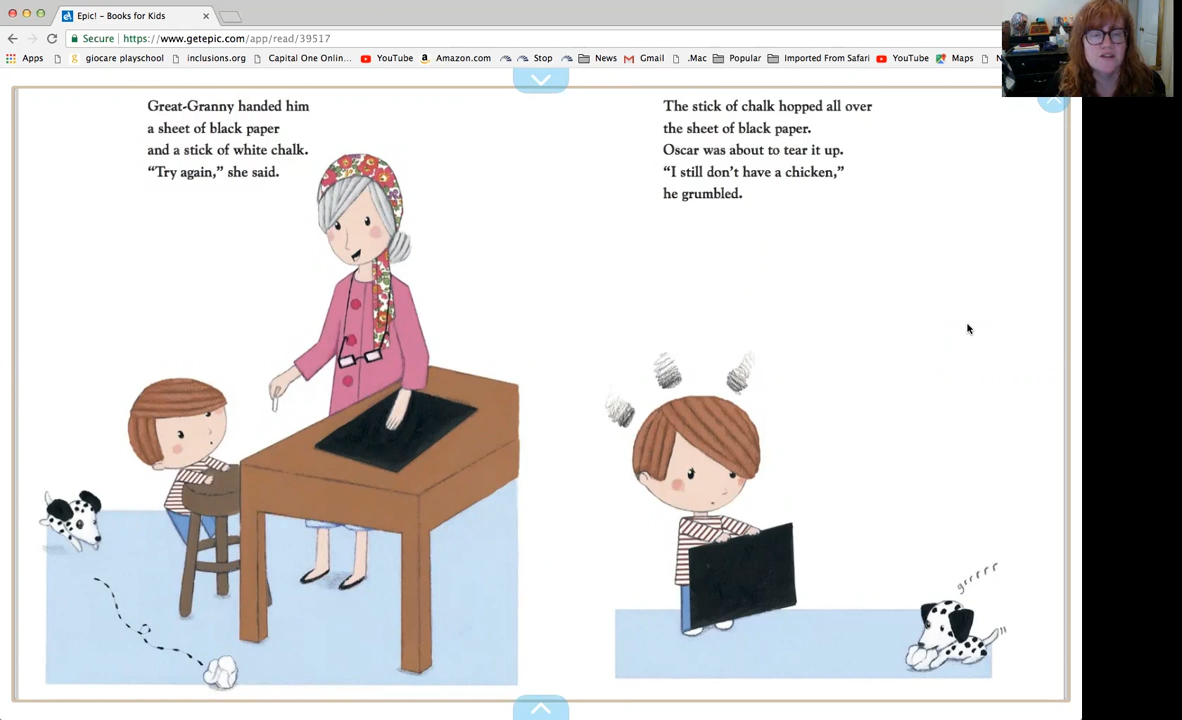 Epic! – Books for Kids
Secure https://www.getepic.com/app/read/39517
Apps giocare playschool inclusions.org Capital One Onlin... YouTube Amazon.com Stop News Gmail .Mac Popular Imported From Safari YouTube Maps
Great-Granny handed him
a sheet of black paper
and a stick of white chalk.
“Try again,” she said.
The stick of chalk hopped all over
the sheet of black paper.
Oscar was about to tear it up.
“I still don’t have a chicken,”
he grumbled.
grrrrrr